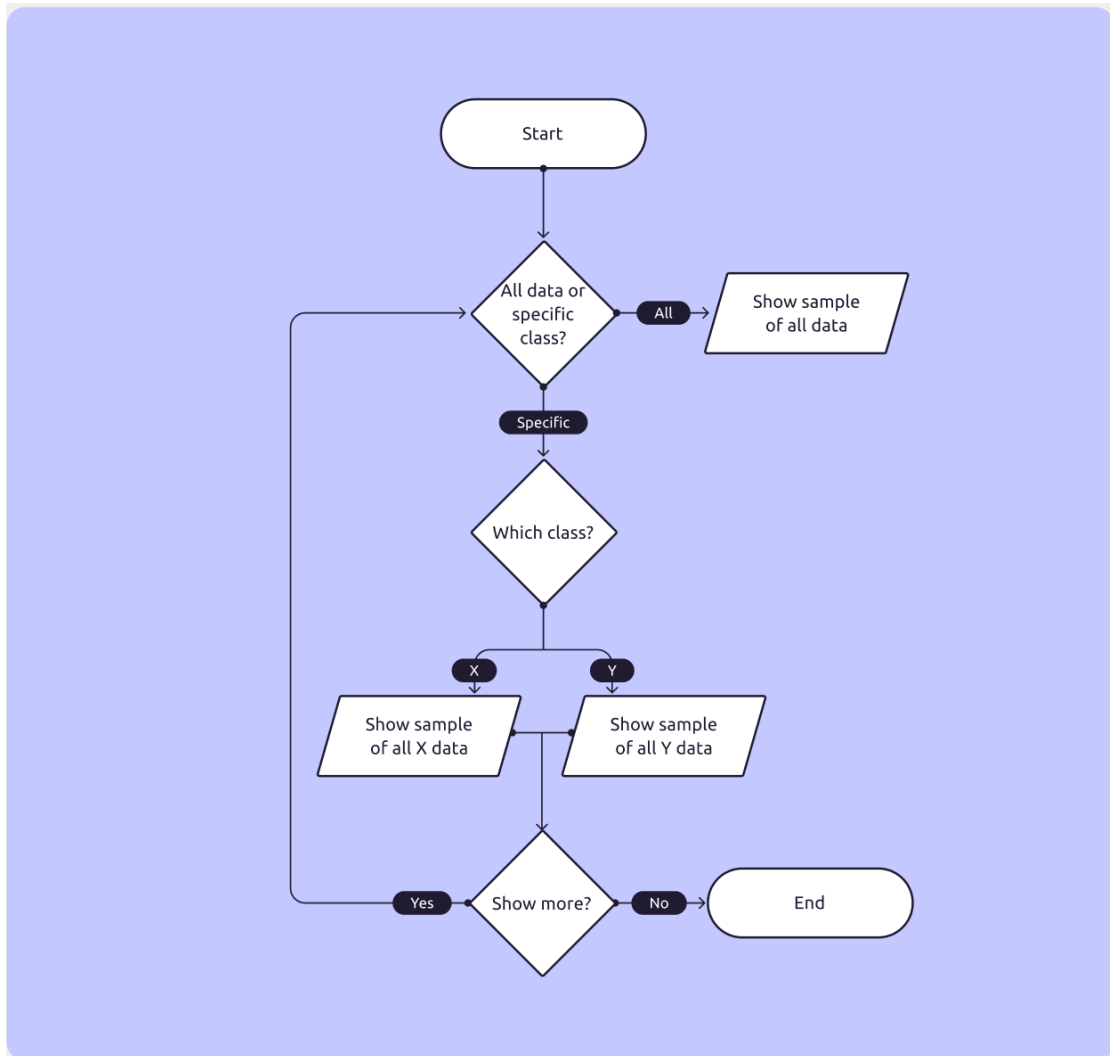 Start
All data or
specific
class?
All
Show sample
of all data
Specific
Which class?
X
Y
Show sample
of all X data
Show sample
of all Y data
Yes
Show more?
No
End